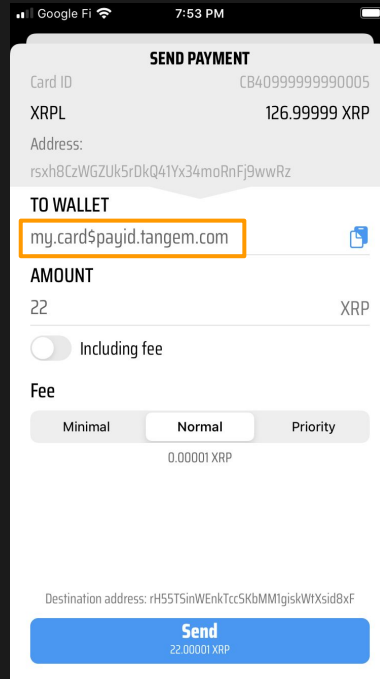 Google Fi 7:53 PM
SEND PAYMENT
Card ID CB40999999990005
XRPL 126.99999 XRP
Address:
rsxh8CzWGZUk5rDkQ41Yx34moRnFj9wwRz
TO WALLET
my.card$payid.tangem.com
AMOUNT
22 XRP
Including fee
Fee
Minimal Normal Priority
0.00001 XRP
Destination address: rH55TSinWEnkTccSKbMM1giskWtXsid8xF
Send
22.00001 XRP